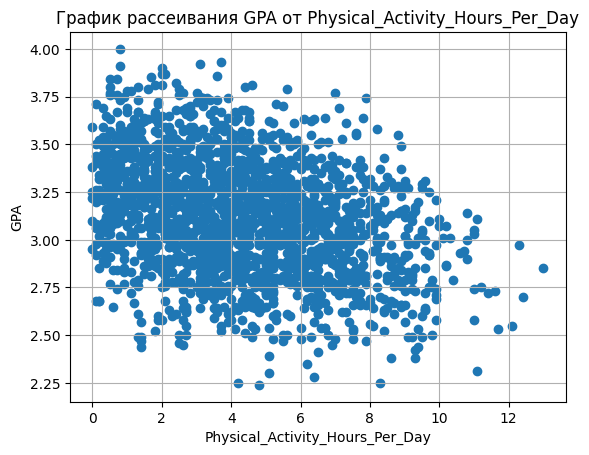 График рассеивания GPA от Physical_Activity_Hours_Per_Day
4.00
3.75
3.50
3.25
3.00
2.75
2.50
2.25
GPA
0 2 4 6 8 10 12
Physical_Activity_Hours_Per_Day